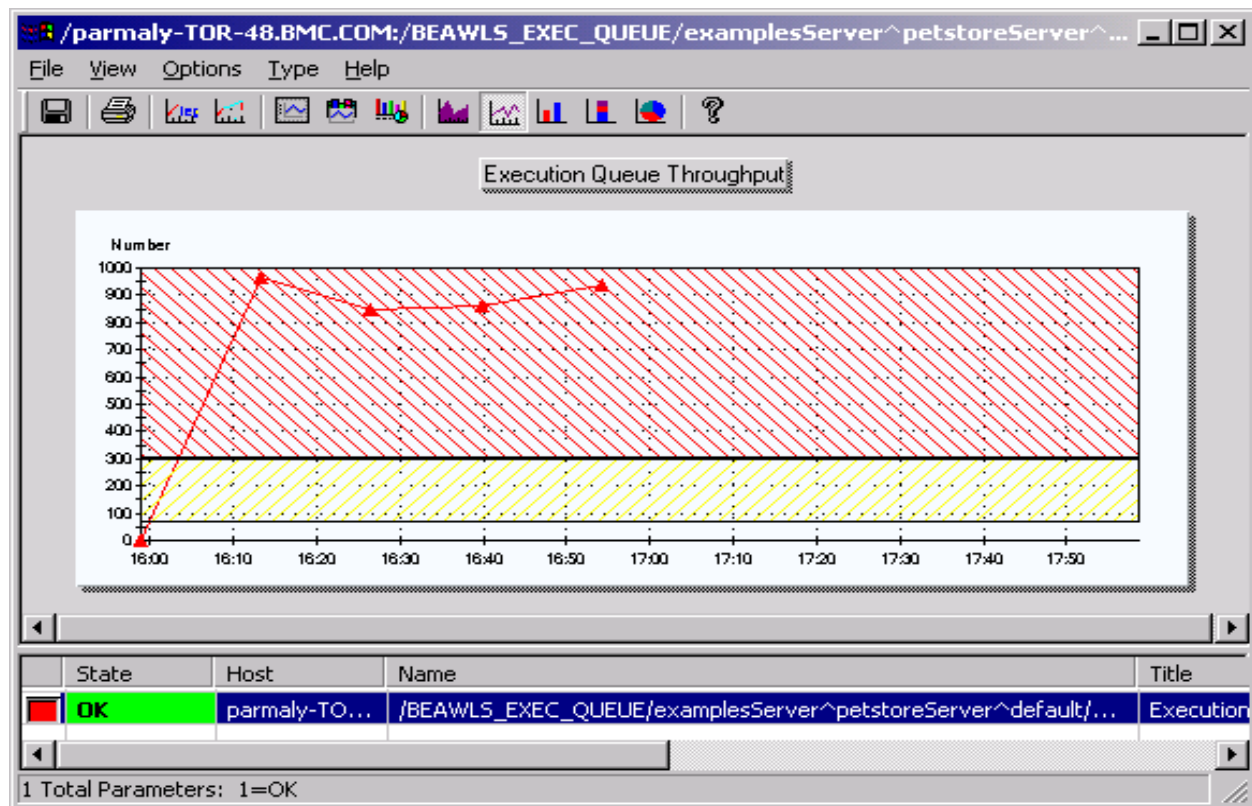 /parmaly-TOR-48.BMC.COM:/BEAWLS_EXEC_QUEUE/examplesServer^petstoreServer^...
File View Options Type Help
Execution Queue Throughput
Number
1000
900
800
700
600
500
400
300
200
100
0
16:00 16:10 16:20 16:30 16:40 16:50 17:00 17:10 17:20 17:30 17:40 17:50
State Host Name Title
OK parmaly-TO... /BEAWLS_EXEC_QUEUE/examplesServer^petstoreServer^default/... Execution
1 Total Parameters: 1=OK